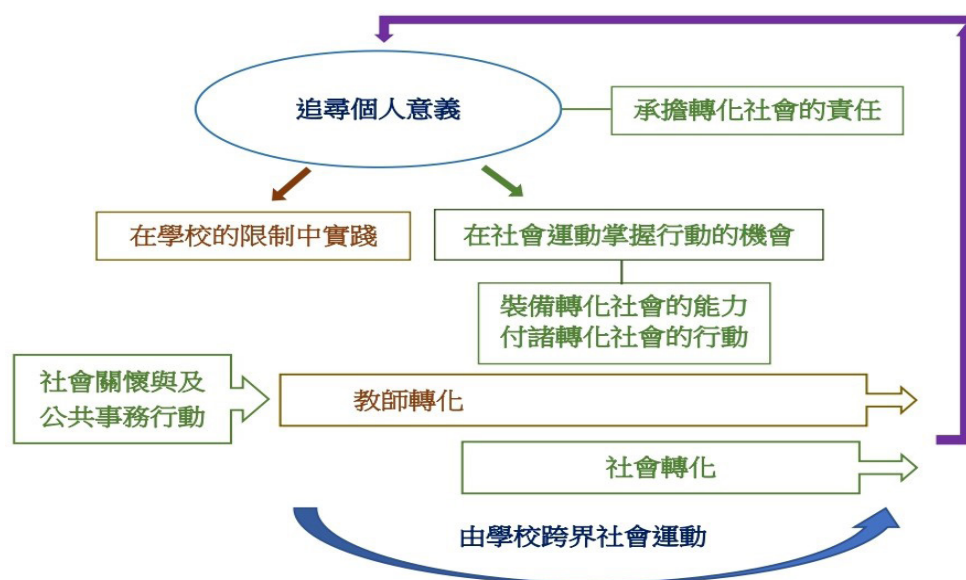 追尋個人意義
承擔轉化社會的責任
在學校的限制中實踐
在社會運動掌握行動的機會
裝備轉化社會的能力
付諸轉化社會的行動
社會關懷與及
公共事務行動
教師轉化
社會轉化
由學校跨界社會運動